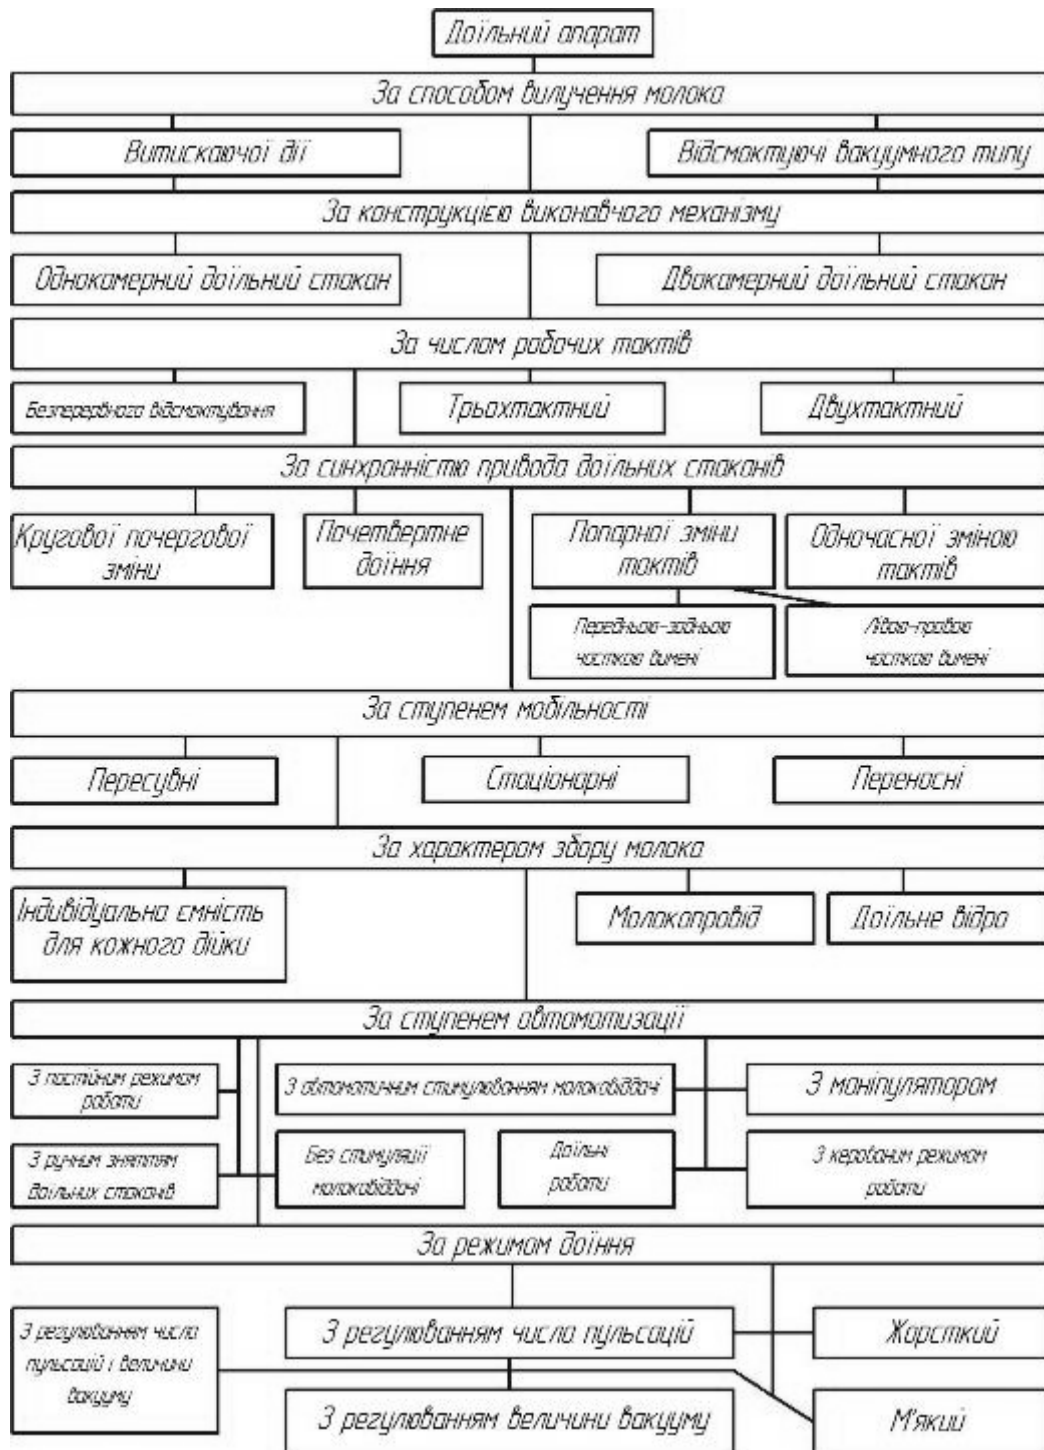 Доїльний апарат
За способом вилучення молока
Витискаючої дії
Відсмоктуючі вакуумного типу
За конструкцією виконавчого механізму
Однокамерний доїльний стакан
Двокамерний доїльний стакан
За числом робочих тактів
Безперервного відсмоктування
Трьохтактний
Двухтактний
За синхронністю привода доїльних стаканів
Кругової почергової
зміни
Почетвертне
доїння
Попарної зміни
тактів
Одночасної зміною
тактів
Передньою-задньою
часткою вимені
Лівою-правою
часткою вимені
За ступенем мобільності
Пересувні
Стаціонарні
Переносні
За характером збору молока
Індивідуальна ємність
для кожного дійки
Молокапровід
Доїльне відро
За ступенем автоматизації
З постійним режимом
роботи
З автоматичним стимулюванням молоковіддачі
З маніпулятором
З ручним зняттям
доїльних стаканів
Без стимуляції
молоковіддачі
Доїльні
роботи
З керованим режимом
роботи
За режимом доїння
З регулюванням числа
пульсацій і величини
вакууму
З регулюванням числа пульсацій
Жорсткий
З регулюванням величини вакууму
М'який